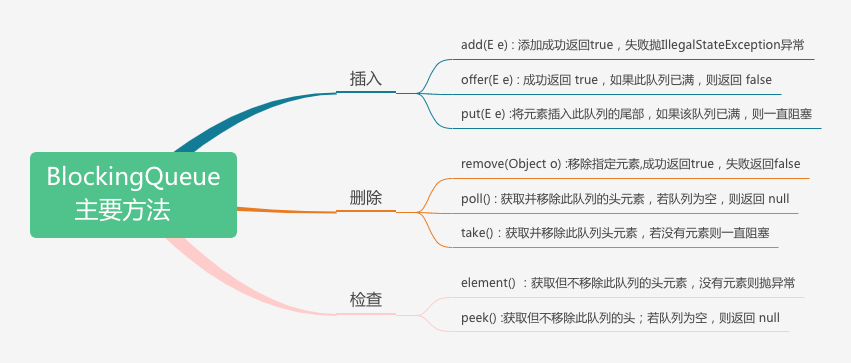 BlockingQueue
主要方法
插入
add(E e) : 添加成功返回true，失败抛IllegalStateException异常
offer(E e) : 成功返回 true，如果此队列已满，则返回 false
put(E e) :将元素插入此队列的尾部，如果该队列已满，则一直阻塞
删除
remove(Object o) :移除指定元素,成功返回true，失败返回false
poll() : 获取并移除此队列的头元素，若队列为空，则返回 null
take()：获取并移除此队列头元素，若没有元素则一直阻塞
检查
element() ：获取但不移除此队列的头元素，没有元素则抛异常
peek() :获取但不移除此队列的头；若队列为空，则返回 null